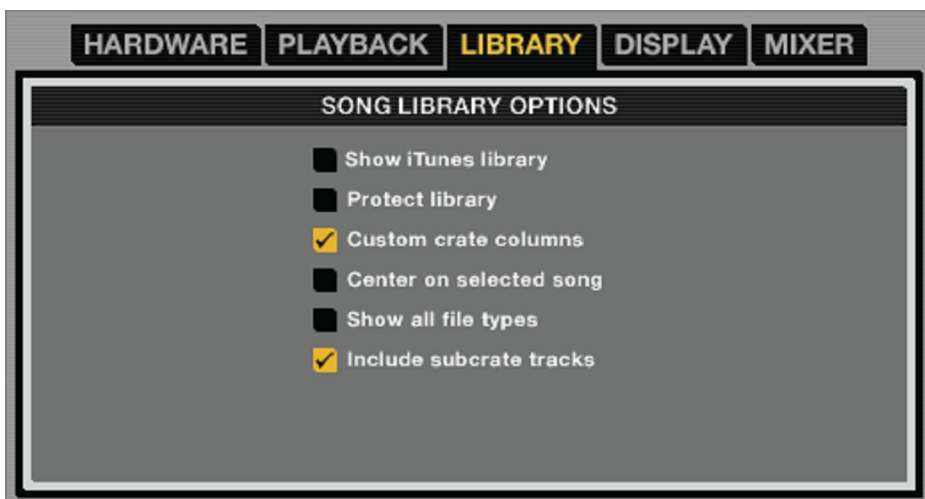 HARDWARE PLAYBACK LIBRARY DISPLAY MIXER
SONG LIBRARY OPTIONS
Show iTunes library
Protect library
Custom crate columns
Center on selected song
Show all file types
Include subcrate tracks